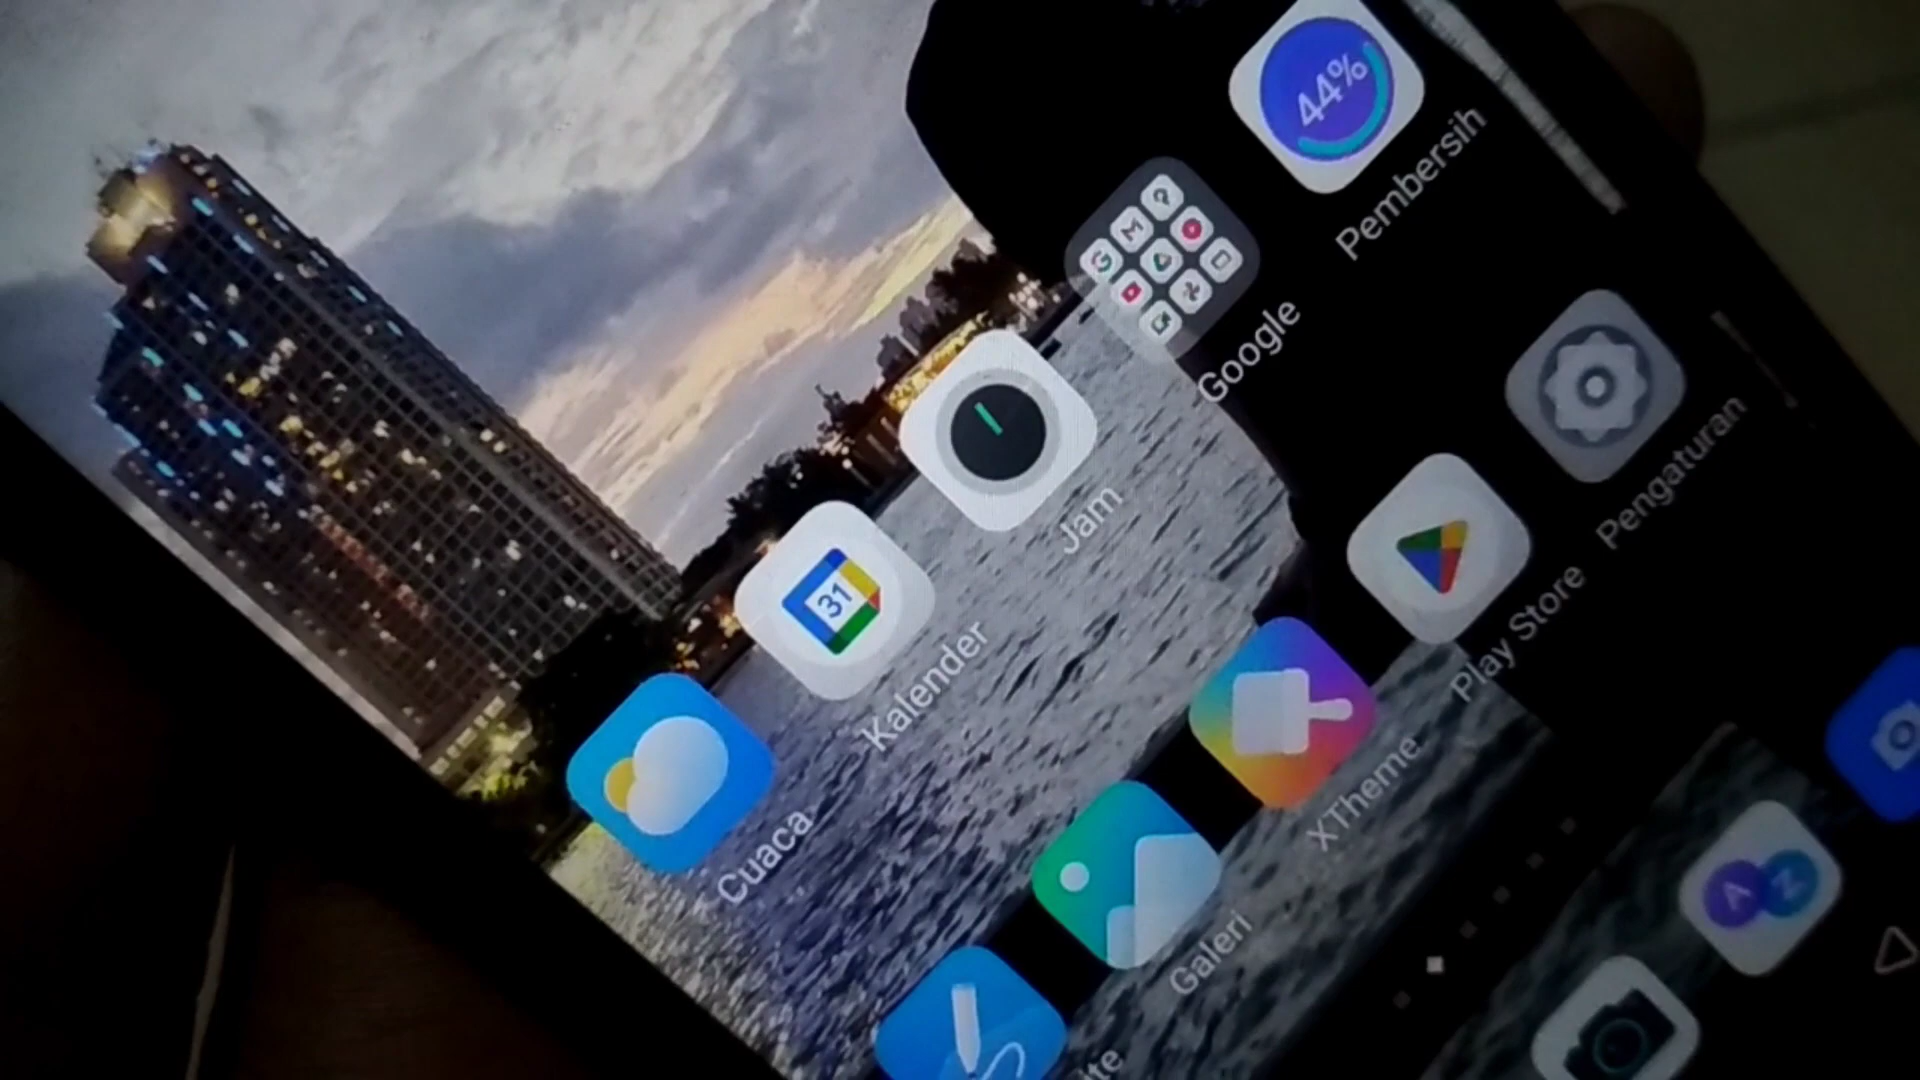 Cuaca
31
Kalender
Jam
Google
44%
Pembersih
Galeri
XTheme
Play Store
Pengaturan
A Z